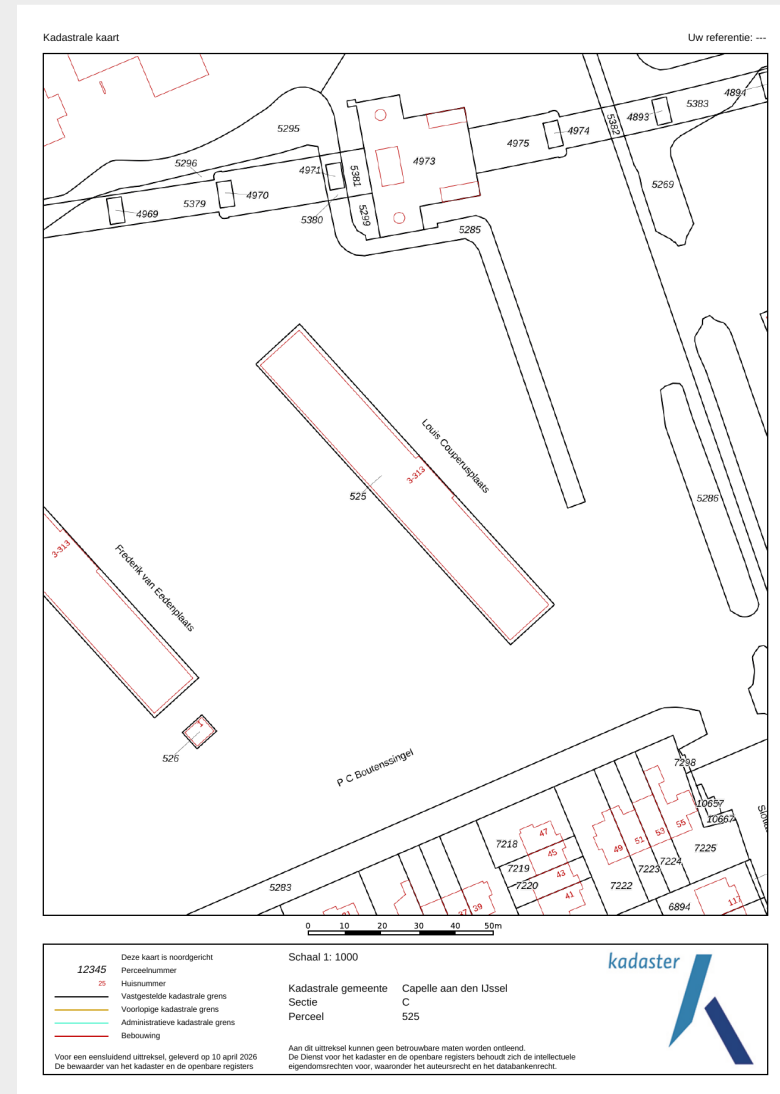 Kadastrale kaart
Uw referentie: ---
4894
5383
4893
5382
4974
4975
5295
4973
5296
4971
5381
5269
4970
5379
4969
5380
5299
5285
Louis Couperusplaats
3-313
525
5286
3-313
Frederik van Eedenplaats
1
526
P C Boutenssingel
7298
10657
10667
55
53
51
49
47
45
43
41
7218
7219
7220
7225
7224
7223
7222
5283
6894
117
39
37
0 10 20 30 40 50m
Deze kaart is noordgericht
12345 Perceelnummer
25 Huisnummer
Vastgestelde kadastrale grens
Voorlopige kadastrale grens
Administratieve kadastrale grens
Bebouwing
Voor een eensluidend uittreksel, geleverd op 10 april 2026
De bewaarder van het kadaster en de openbare registers
Schaal 1: 1000
Kadastrale gemeente Capelle aan den IJssel
Sectie C
Perceel 525
Aan dit uittreksel kunnen geen betrouwbare maten worden ontleend.
De Dienst voor het kadaster en de openbare registers behoudt zich de intellectuele
eigendomsrechten voor, waaronder het auteursrecht en het databankenrecht.
kadaster